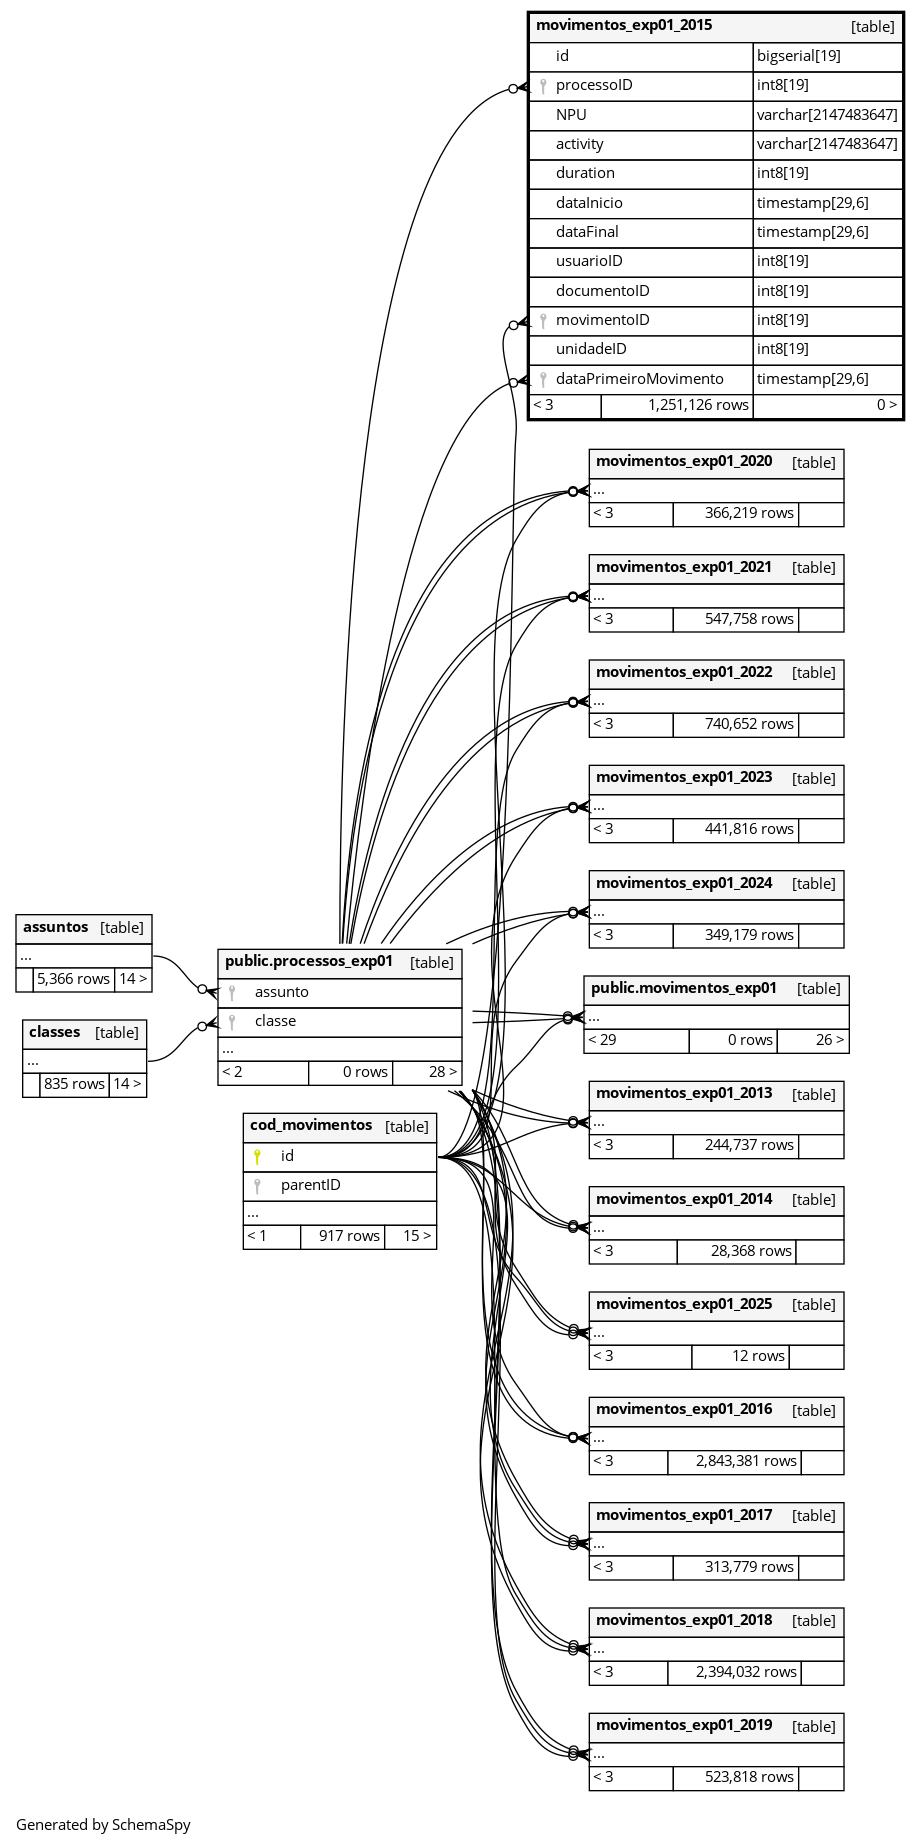 movimentos_exp01_2015 [table]
id bigserial[19]
processoID int8[19]
NPU varchar[2147483647]
activity varchar[2147483647]
duration int8[19]
dataInicio timestamp[29,6]
dataFinal timestamp[29,6]
usuarioID int8[19]
documentoID int8[19]
movimentoID int8[19]
unidadeID int8[19]
dataPrimeiroMovimento timestamp[29,6]
< 3 1,251,126 rows 0 >
movimentos_exp01_2020 [table]
...
< 3 366,219 rows
movimentos_exp01_2021 [table]
...
< 3 547,758 rows
movimentos_exp01_2022 [table]
...
< 3 740,652 rows
movimentos_exp01_2023 [table]
...
< 3 441,816 rows
movimentos_exp01_2024 [table]
...
< 3 349,179 rows
assuntos [table]
...
5,366 rows 14 >
classes [table]
...
835 rows 14 >
public.processos_exp01 [table]
assunto
classe
...
< 2 0 rows 28 >
cod_movimentos [table]
id
parentID
...
< 1 917 rows 15 >
public.movimentos_exp01 [table]
...
< 29 0 rows 26 >
movimentos_exp01_2013 [table]
...
< 3 244,737 rows
movimentos_exp01_2014 [table]
...
< 3 28,368 rows
movimentos_exp01_2025 [table]
...
< 3 12 rows
movimentos_exp01_2016 [table]
...
< 3 2,843,381 rows
movimentos_exp01_2017 [table]
...
< 3 313,779 rows
movimentos_exp01_2018 [table]
...
< 3 2,394,032 rows
movimentos_exp01_2019 [table]
...
< 3 523,818 rows
Generated by SchemaSpy